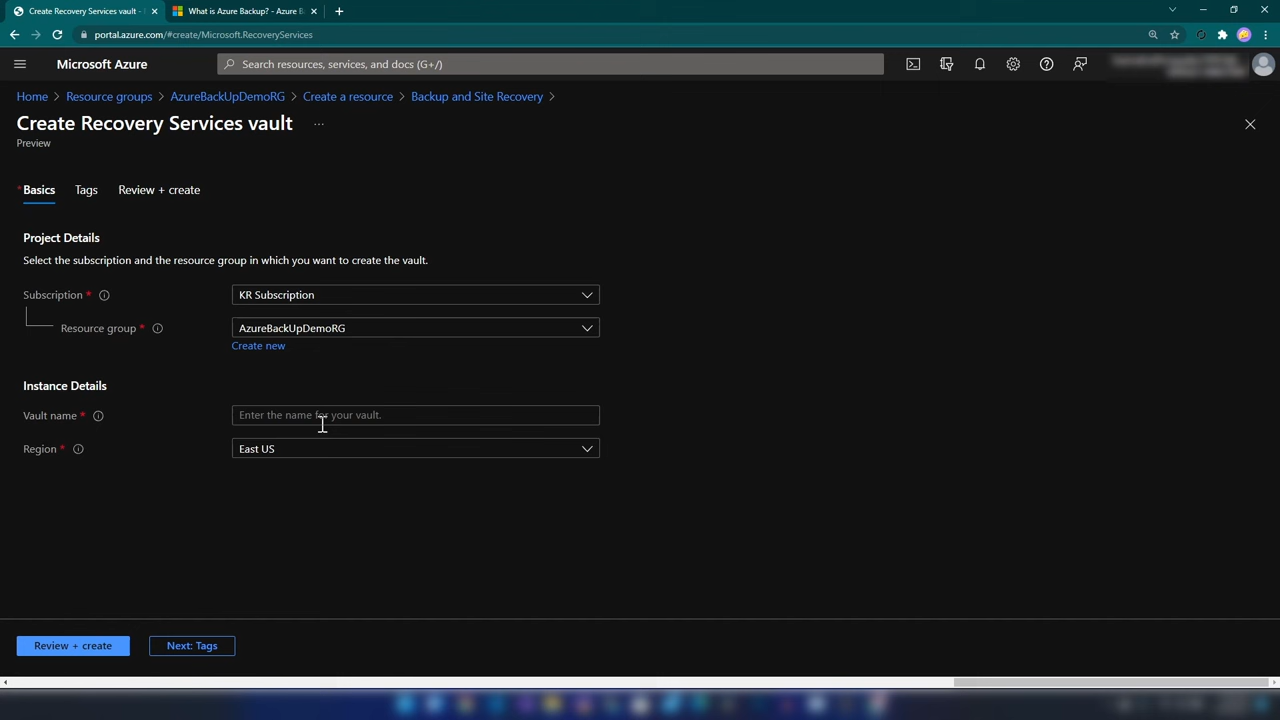 Create Recovery Services vault -
What is Azure Backup? - Azure B
portal.azure.com/#create/Microsoft.RecoveryServices
Microsoft Azure
Search resources, services, and docs (G+/)
Home > Resource groups > AzureBackUpDemoRG > Create a resource > Backup and Site Recovery >
Create Recovery Services vault ...
Preview
* Basics Tags Review + create
Project Details
Select the subscription and the resource group in which you want to create the vault.
Subscription * KR Subscription
Resource group * AzureBackUpDemoRG
Create new
Instance Details
Vault name * Enter the name for your vault.
Region * East US
Review + create Next: Tags